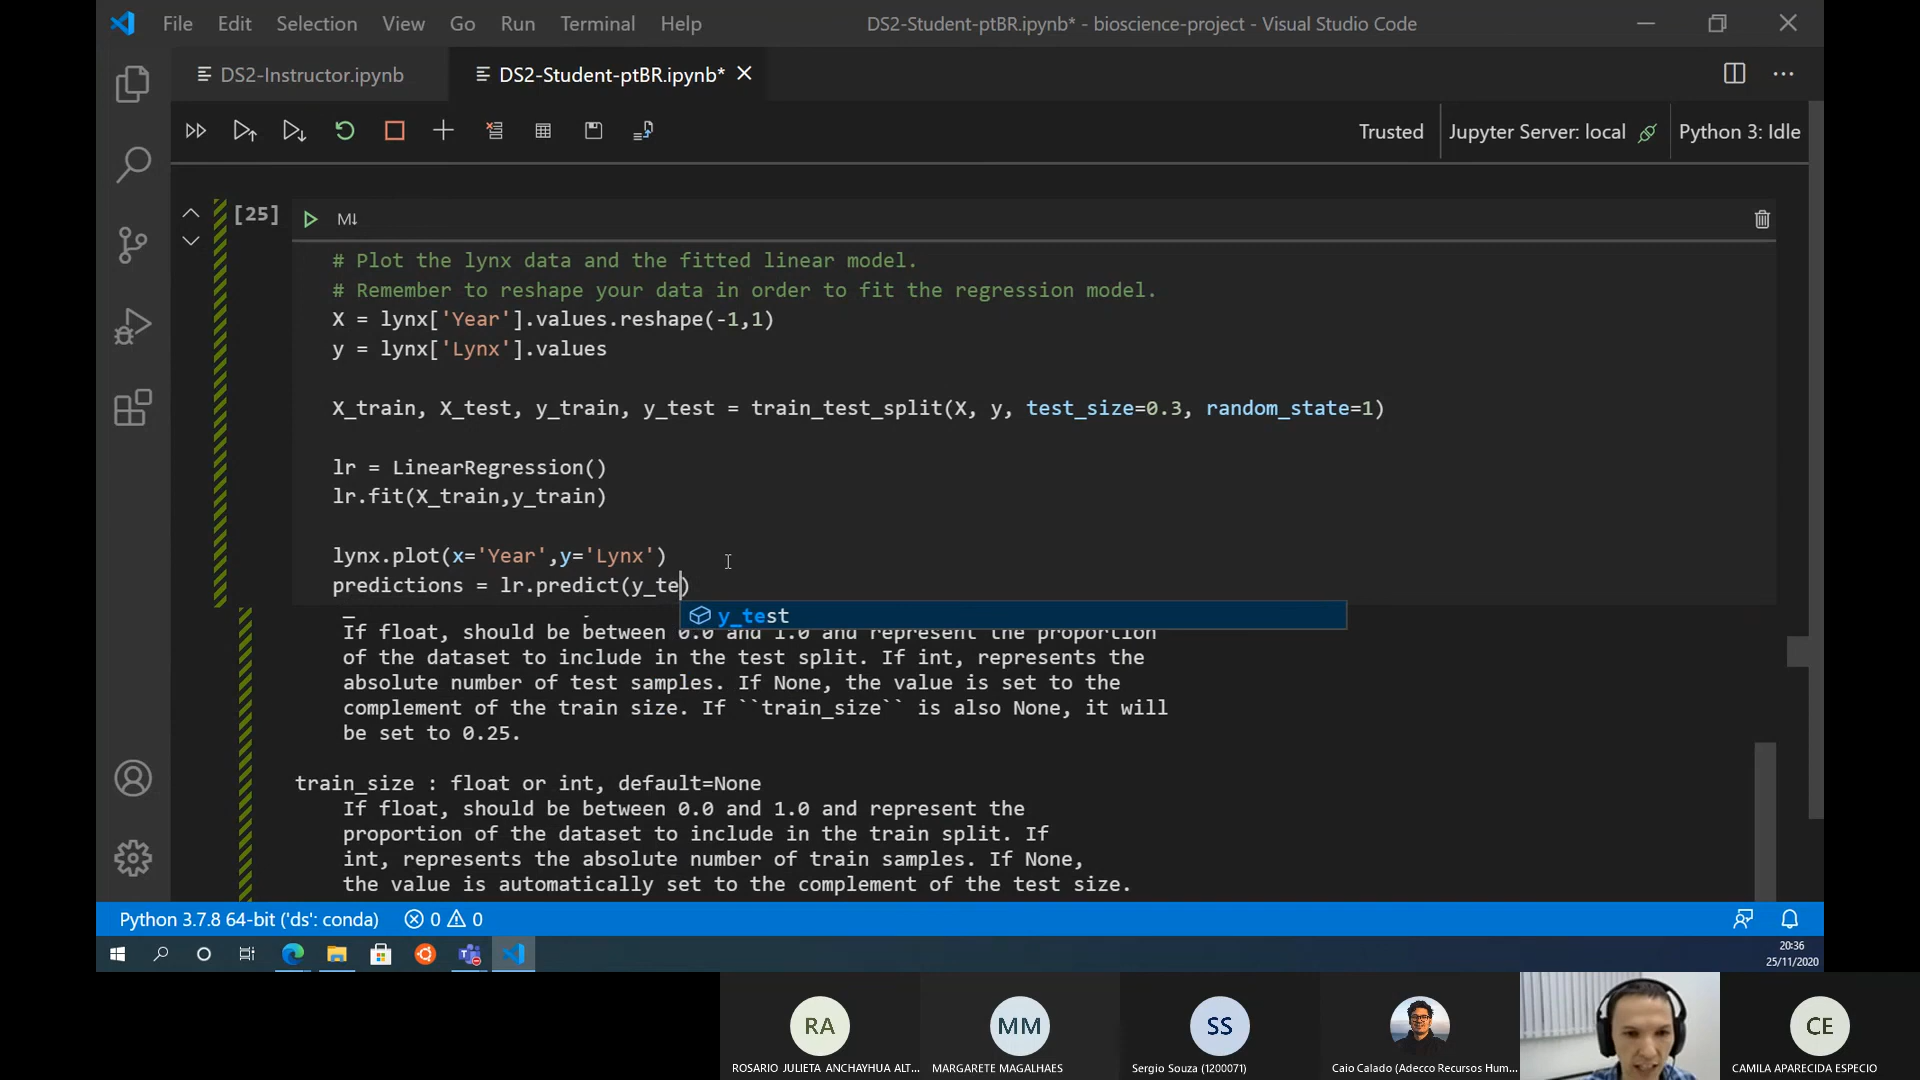 File Edit Selection View Go Run Terminal Help DS2-Student-ptBR.ipynb* - bioscience-project - Visual Studio Code
DS2-Instructor.ipynb DS2-Student-ptBR.ipynb*
Trusted Jupyter Server: local Python 3: Idle
[25] M↓
# Plot the lynx data and the fitted linear model.
# Remember to reshape your data in order to fit the regression model.
X = lynx['Year'].values.reshape(-1,1)
y = lynx['Lynx'].values
X_train, X_test, y_train, y_test = train_test_split(X, y, test_size=0.3, random_state=1)
lr = LinearRegression()
lr.fit(X_train,y_train)
lynx.plot(x='Year',y='Lynx')
predictions = lr.predict(y_te)
y_test
If float, should be between 0.0 and 1.0 and represent the proportion
of the dataset to include in the test split. If int, represents the
absolute number of test samples. If None, the value is set to the
complement of the train size. If ``train_size`` is also None, it will
be set to 0.25.
train_size : float or int, default=None
If float, should be between 0.0 and 1.0 and represent the
proportion of the dataset to include in the train split. If
int, represents the absolute number of train samples. If None,
the value is automatically set to the complement of the test size.
Python 3.7.8 64-bit ('ds': conda) 0 0
20:36
25/11/2020
RA MM SS CE
ROSARIO JULIETA ANCHAYHUA ALT... MARGARETE MAGALHAES Sergio Souza (1200071) Caio Calado (Adecco Recursos Hum... CAMILA APARECIDA ESPECIO